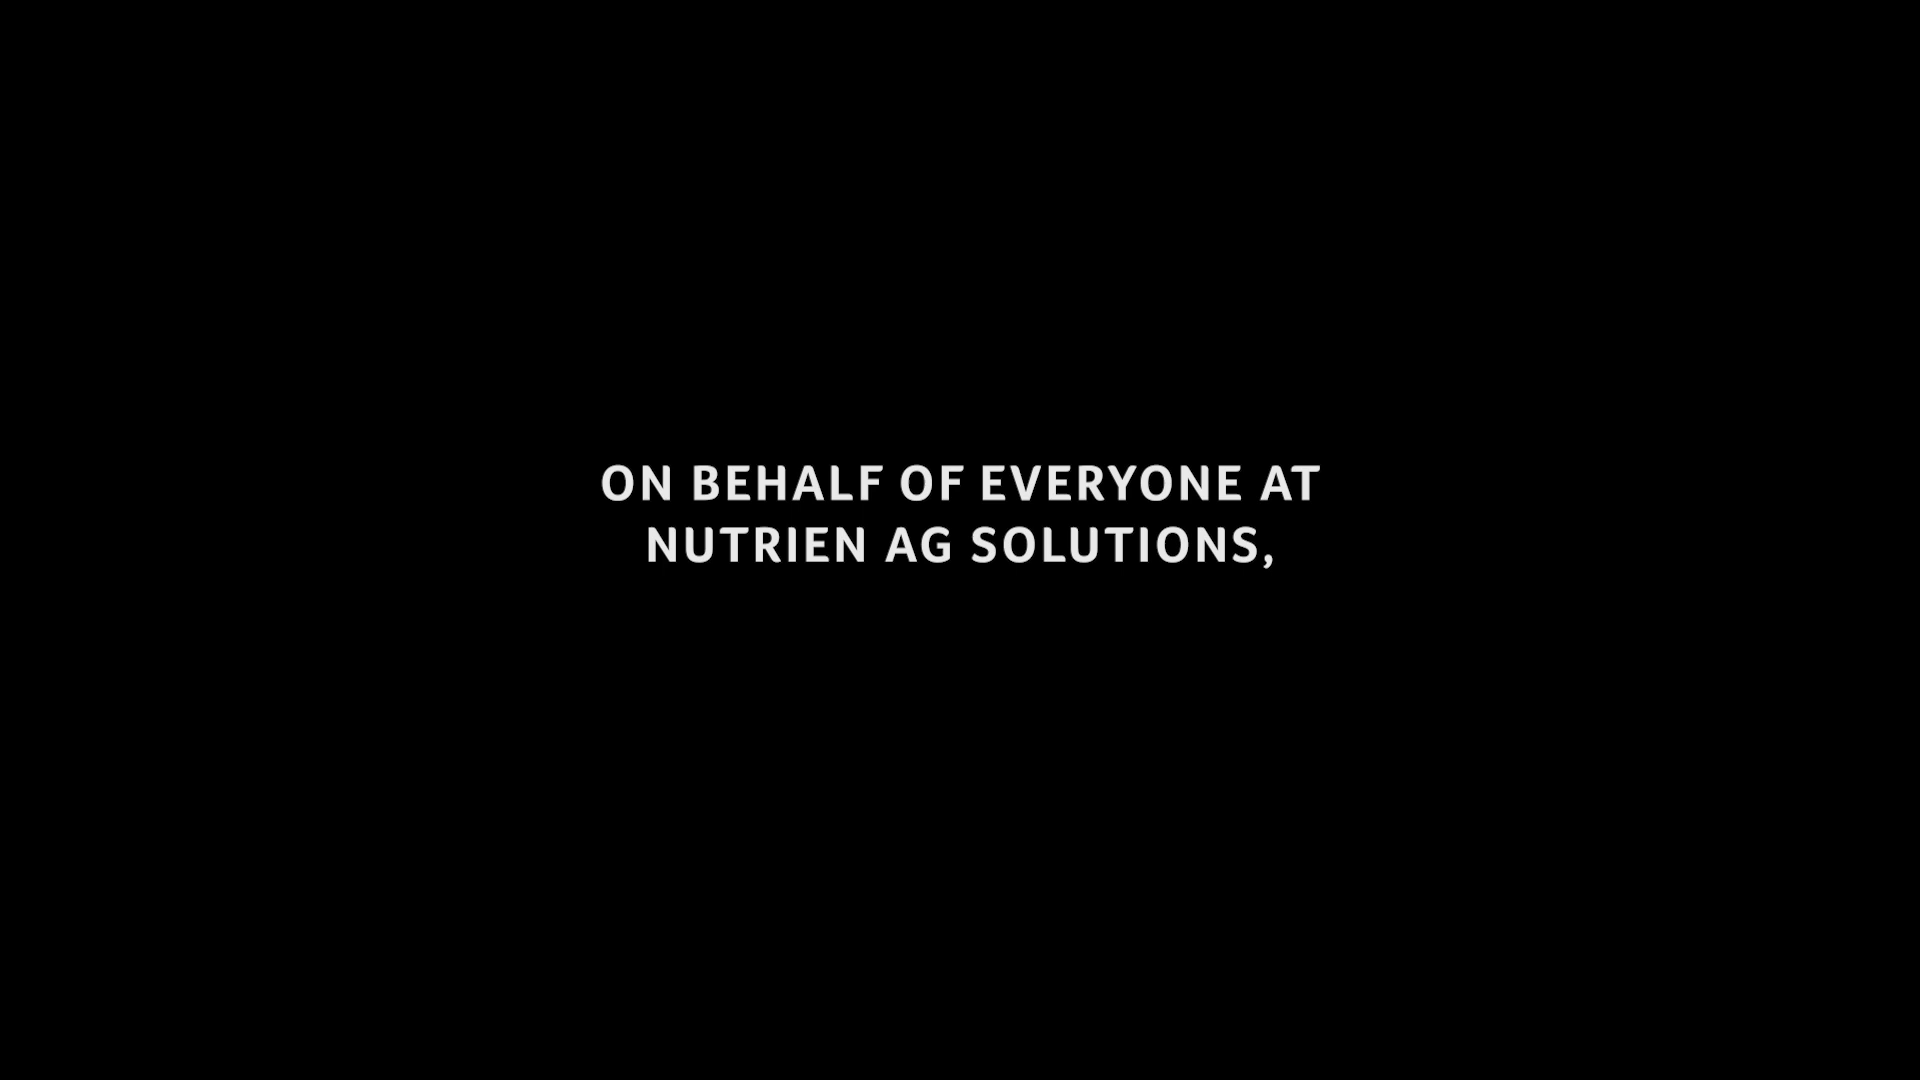 ON BEHALF OF EVERYONE AT
NUTRIEN AG SOLUTIONS,